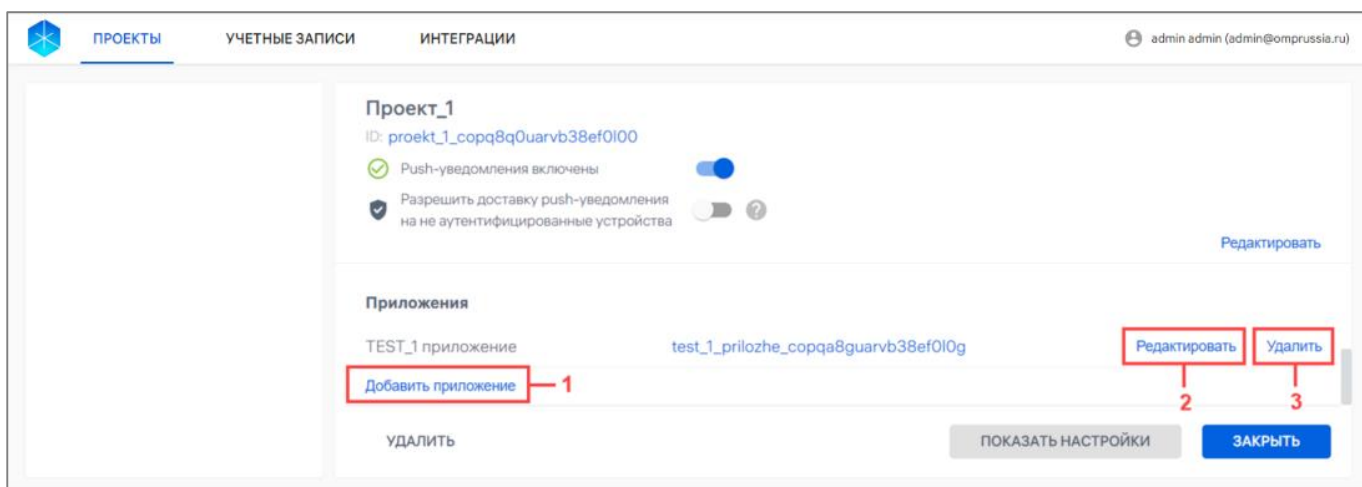 ПРОЕКТЫ УЧЕТНЫЕ ЗАПИСИ ИНТЕГРАЦИИ admin admin (admin@omprussia.ru)
Проект_1
ID: proekt_1_copq8q0uarvb38ef0l00
Push-уведомления включены
Разрешить доставку push-уведомления
на не аутентифицированные устройства
Редактировать
Приложения
TEST_1 приложение test_1_prilozhe_copqa8guarvb38ef0l0g Редактировать Удалить
Добавить приложение 1
2 3
УДАЛИТЬ ПОКАЗАТЬ НАСТРОЙКИ ЗАКРЫТЬ